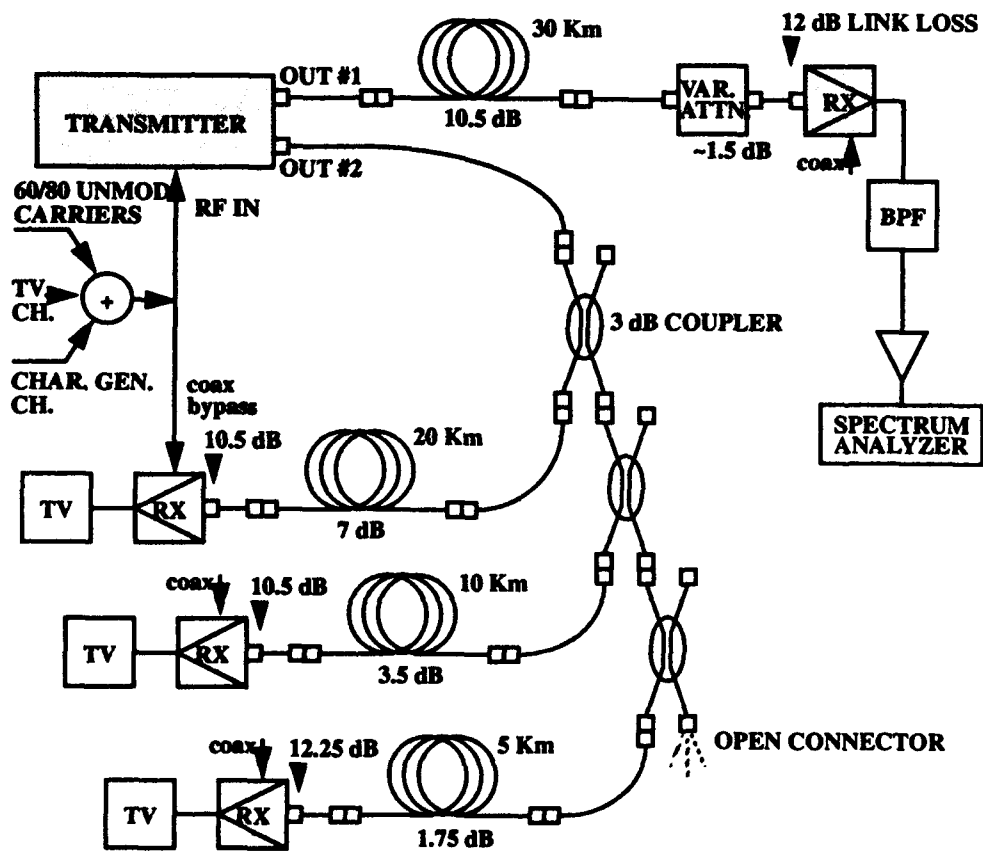 30 Km
12 dB LINK LOSS
OUT #1
TRANSMITTER
VAR.
ATTN.
RX
10.5 dB
~1.5 dB
coax
OUT #2
60/80 UNMOD
CARRIERS
RF IN
BPF
TV
CH.
+
3 dB COUPLER
CHAR. GEN.
CH.
coax
bypass
SPECTRUM
ANALYZER
10.5 dB
20 Km
TV
RX
7 dB
coax
10.5 dB
10 Km
TV
RX
3.5 dB
coax
12.25 dB
5 Km
OPEN CONNECTOR
TV
RX
1.75 dB